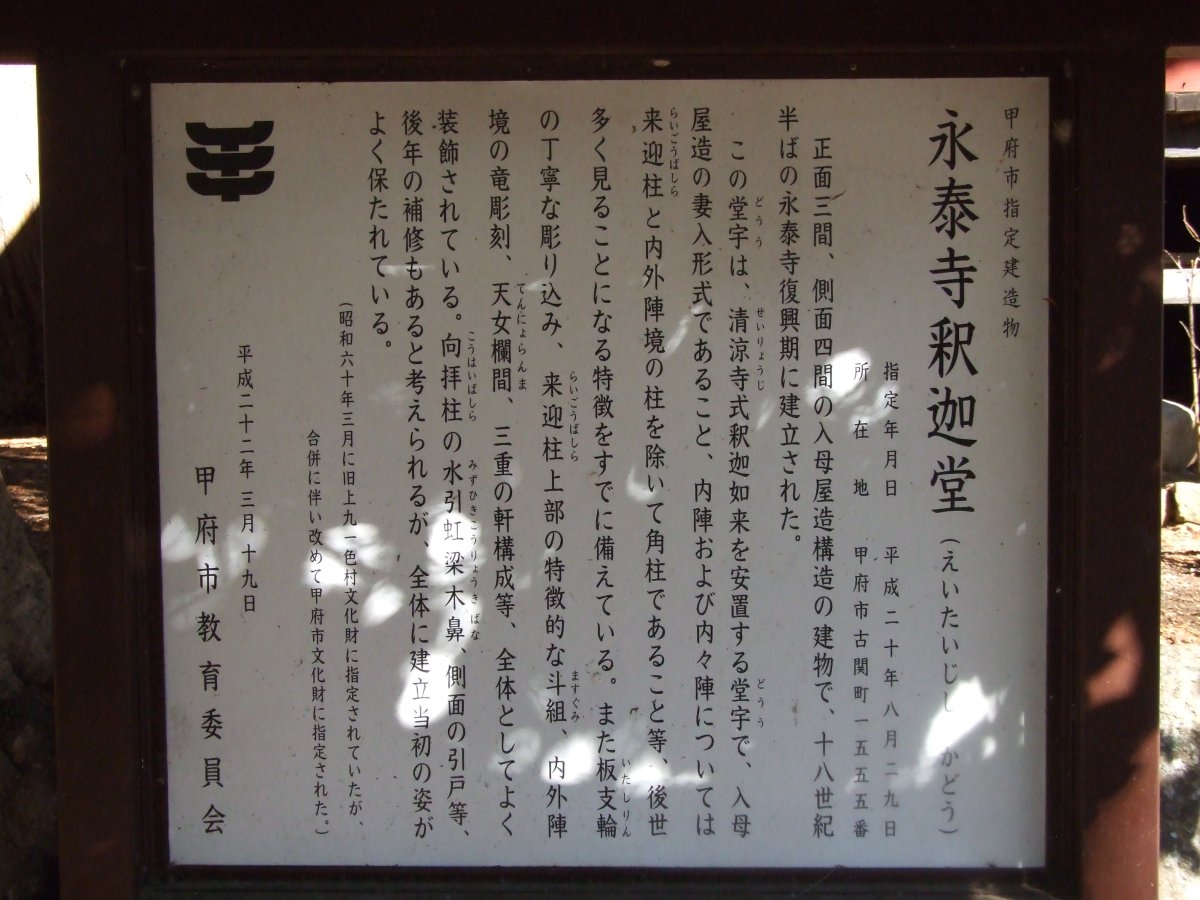 甲府市指定建造物
永泰寺釈迦堂（えいたいじし かどう）
指定年月日 平成二十年八月二九日
所在地 甲府市古関町一五五五番
正面三間、側面四間の入母屋造構造の建物で、十八世紀
半ばの永泰寺復興期に建立された。
この堂宇は、清涼寺式釈迦如来を安置する堂宇で、入母
屋造の妻入形式であること、内陣および内々陣については
来迎柱と内外陣境の柱を除いて角柱であること等、後世
多く見ることになる特徴をすでに備えている。また板支輪
の丁寧な彫り込み、来迎柱上部の特徴的な斗組、内外陣
境の竜彫刻、天女欄間、三重の軒構成等、全体としてよく
装飾されている。向拝柱の水引虹梁木鼻、側面の引戸等、
後年の補修もあると考えられるが、全体に建立当初の姿が
よく保たれている。
（昭和六十年三月に旧上九一色村文化財に指定されていたが、
合併に伴い改めて甲府市文化財に指定された。）
平成二十二年三月十九日
甲府市教育委員会